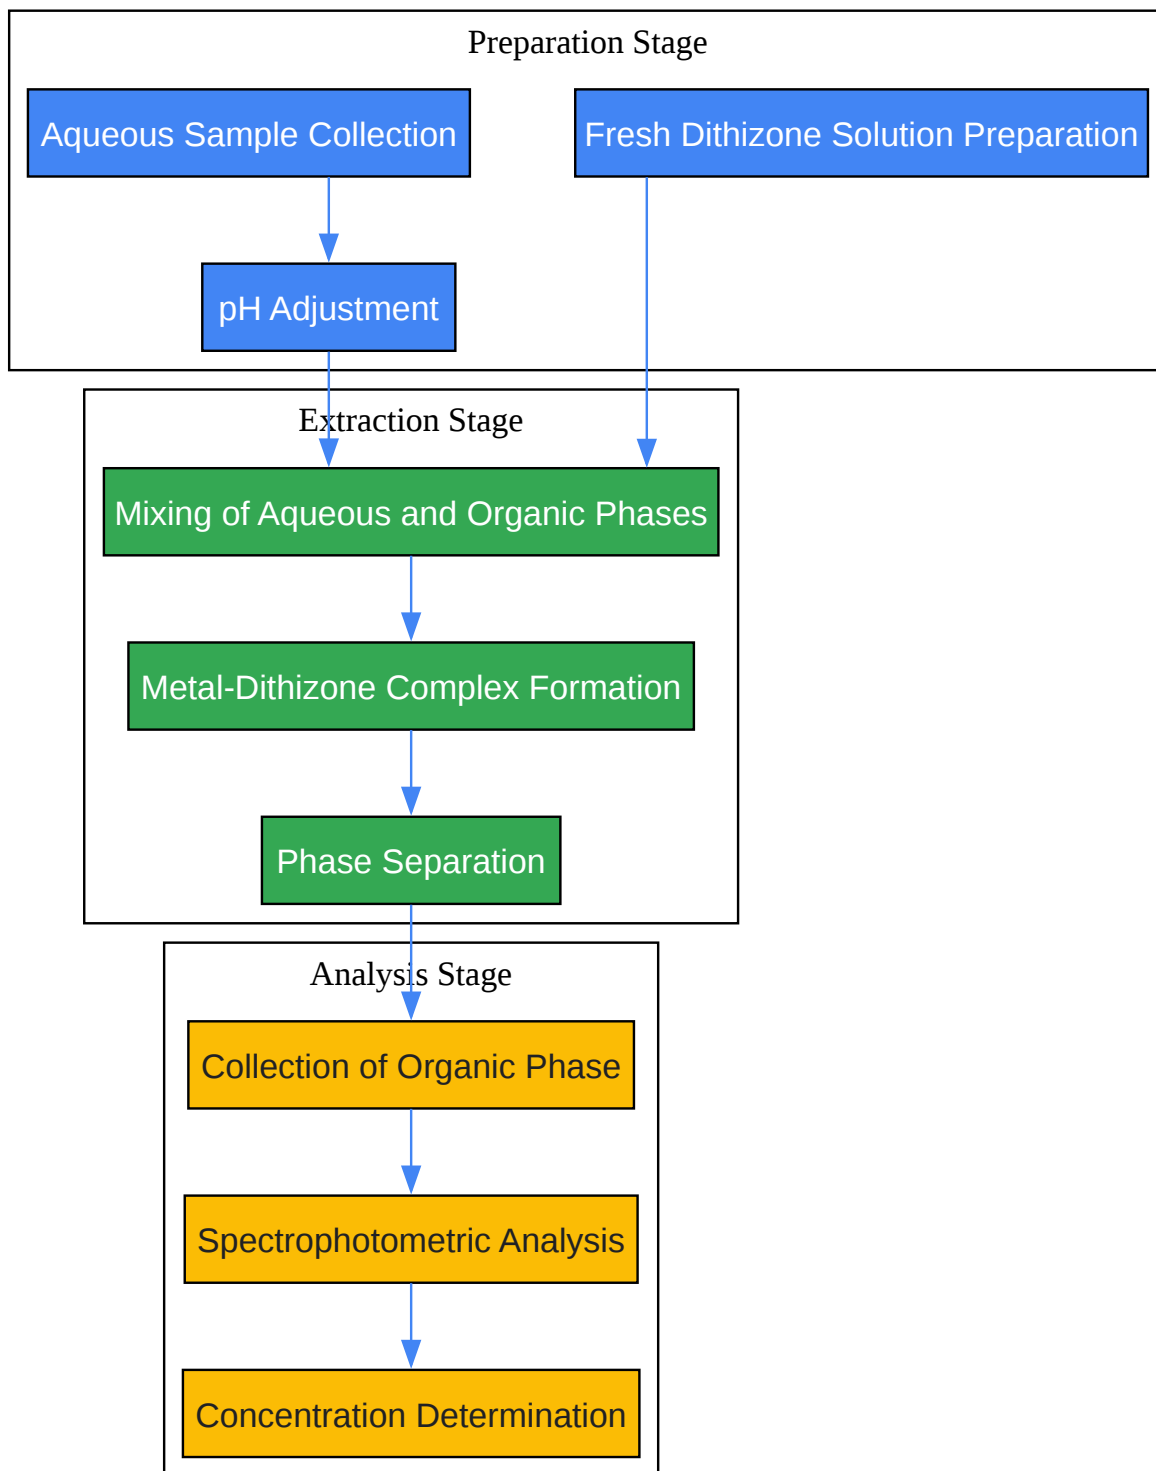 Preparation Stage
Aqueous Sample Collection
Fresh Dithizone Solution Preparation
pH Adjustment
Extraction Stage
Mixing of Aqueous and Organic Phases
Metal-Dithizone Complex Formation
Phase Separation
Analysis Stage
Collection of Organic Phase
Spectrophotometric Analysis
Concentration Determination